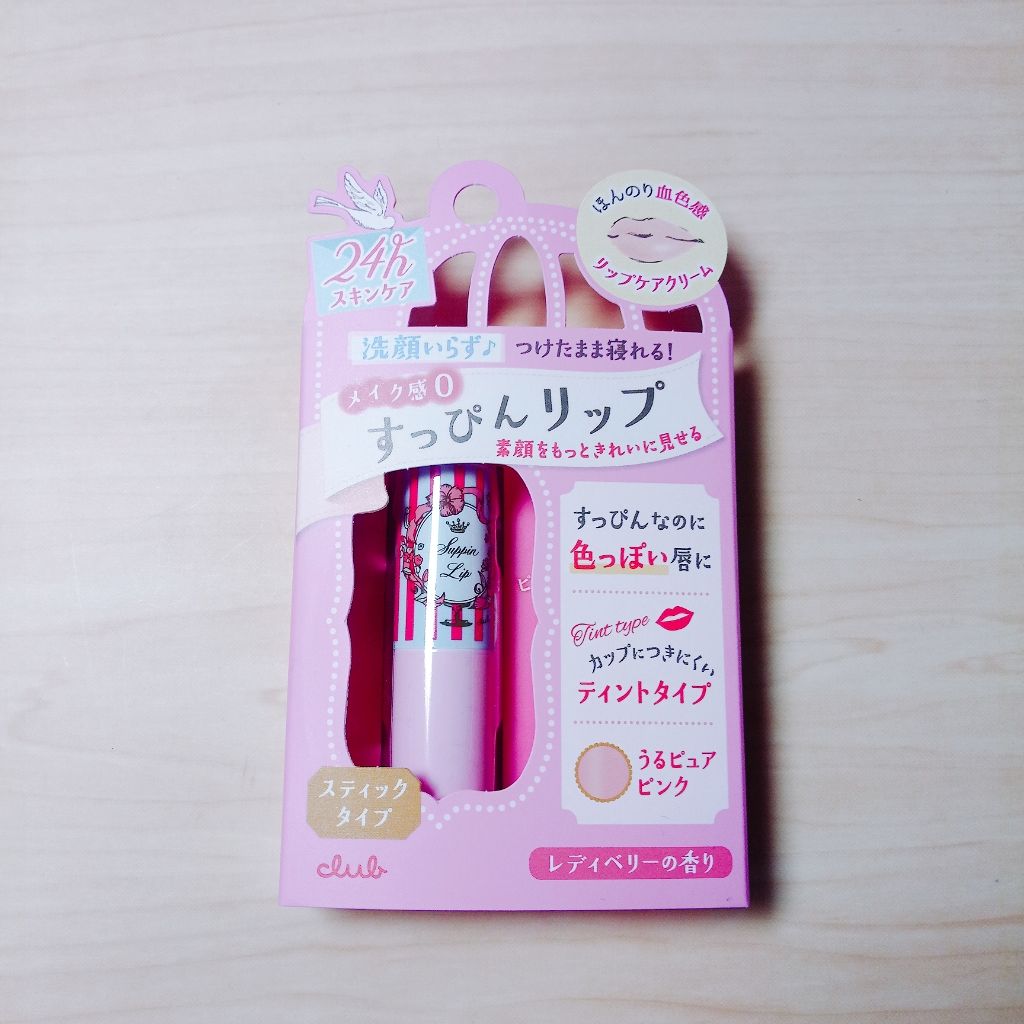 24h
スキンケア
ほんのり血色感
リップケアクリーム
洗顔いらず♪ つけたまま寝れる!
メイク感0
すっぴんリップ
素顔をもっときれいに見せる
Suppin
Lip
ピ
すっぴんなのに
色っぽい唇に
Tint type
カップにつきにくい
ティントタイプ
うるピュア
ピンク
スティック
タイプ
club
レディベリーの香り